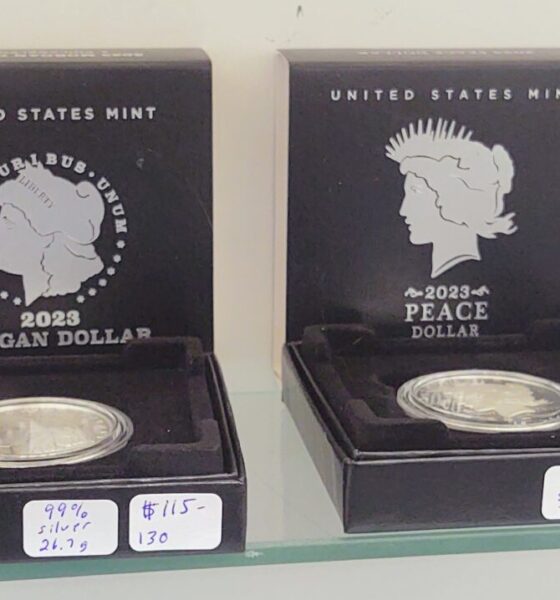 D STATES MINT
URIBUS · UNUM
LIBERTY
2023
GAN DOLLAR
99%
silver
26.7g
$115-
130
UNITED STATES MIN
2023
PEACE
DOLLAR